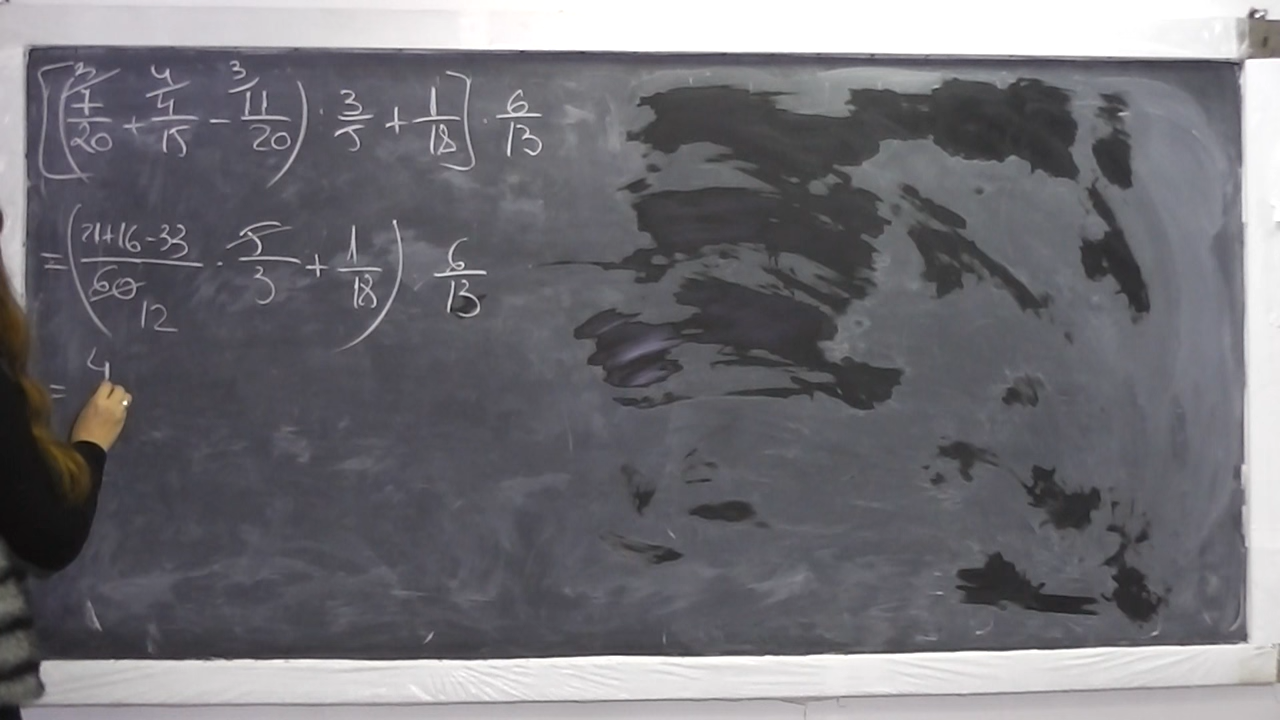 [(7/20 + 4/15 - 11/20) · 3/5 + 1/18] · 6/13
= (21+16-33/60 12 · 5/3 + 1/18) 6/13
= 4